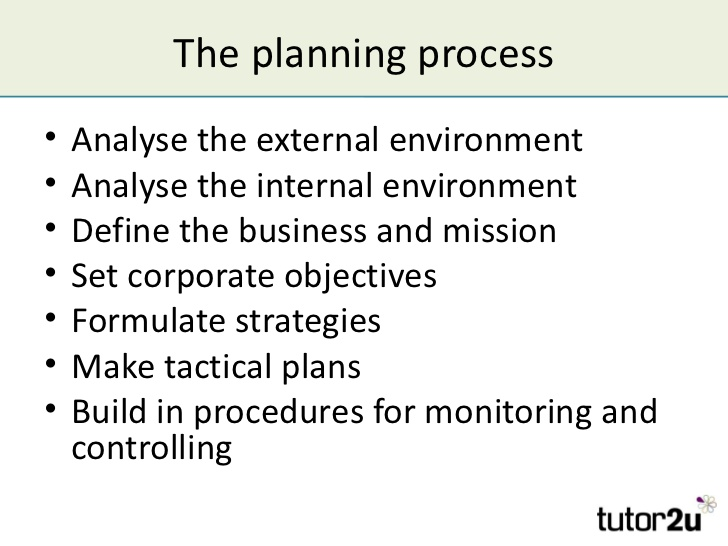 The planning process
• Analyse the external environment
• Analyse the internal environment
• Define the business and mission
• Set corporate objectives
• Formulate strategies
• Make tactical plans
• Build in procedures for monitoring and
controlling
tutor2u